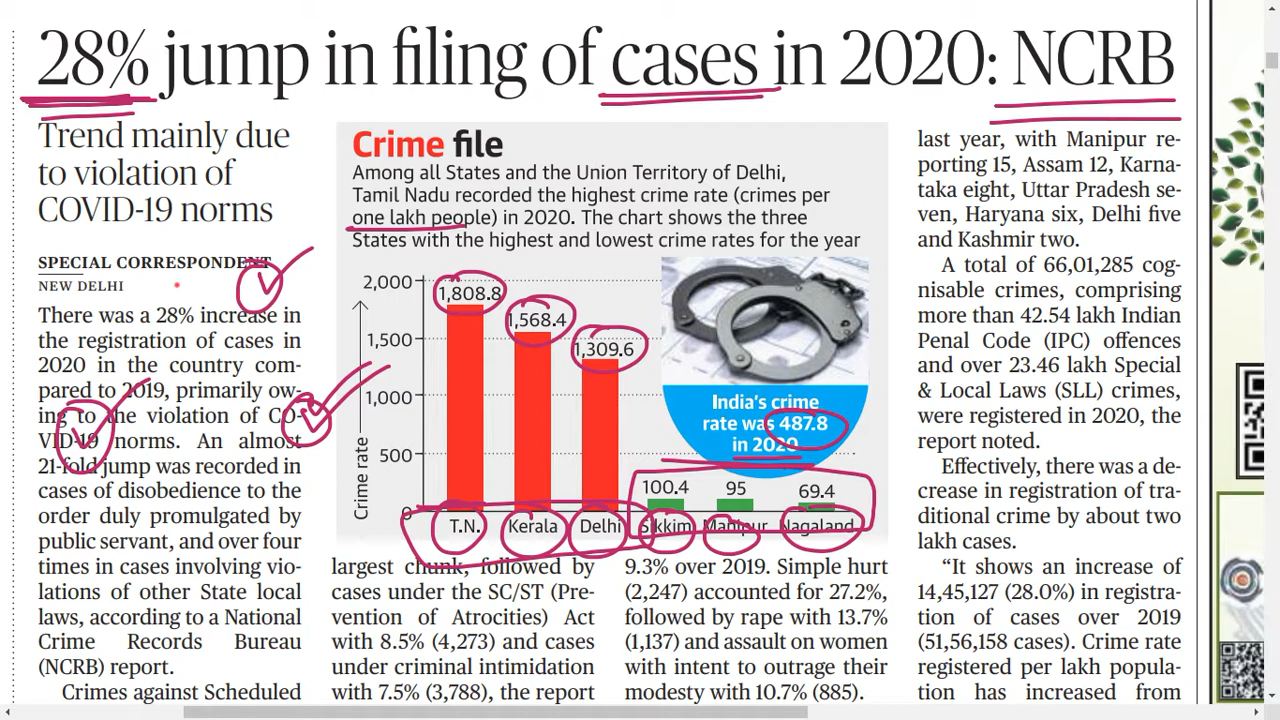 28% jump in filing of cases in 2020: NCRB
Trend mainly due
to violation of
COVID-19 norms
SPECIAL CORRESPONDENT
NEW DELHI
There was a 28% increase in
the registration of cases in
2020 in the country com-
pared to 2019, primarily ow-
ing to the violation of CO-
VID-19 norms. An almost
21-fold jump was recorded in
cases of disobedience to the
order duly promulgated by
public servant, and over four
times in cases involving vio-
lations of other State local
laws, according to a National
Crime Records Bureau
(NCRB) report.
Crimes against Scheduled
Crime file
Among all States and the Union Territory of Delhi,
Tamil Nadu recorded the highest crime rate (crimes per
one lakh people) in 2020. The chart shows the three
States with the highest and lowest crime rates for the year
Crime rate
2,000
1,500
1,000
500
0
1,808.8
1,568.4
1,309.6
100.4
95
69.4
T.N.
Kerala
Delhi
Sikkim
Manipur
Nagaland
India's crime
rate was 487.8
in 2020
largest chunk, followed by
cases under the SC/ST (Pre-
vention of Atrocities) Act
with 8.5% (4,273) and cases
under criminal intimidation
with 7.5% (3,788), the report
9.3% over 2019. Simple hurt
(2,247) accounted for 27.2%,
followed by rape with 13.7%
(1,137) and assault on women
with intent to outrage their
modesty with 10.7% (885).
last year, with Manipur re-
porting 15, Assam 12, Karna-
taka eight, Uttar Pradesh se-
ven, Haryana six, Delhi five
and Kashmir two.
A total of 66,01,285 cog-
nisable crimes, comprising
more than 42.54 lakh Indian
Penal Code (IPC) offences
and over 23.46 lakh Special
& Local Laws (SLL) crimes,
were registered in 2020, the
report noted.
Effectively, there was a de-
crease in registration of tra-
ditional crime by about two
lakh cases.
“It shows an increase of
14,45,127 (28.0%) in registra-
tion of cases over 2019
(51,56,158 cases). Crime rate
registered per lakh popula-
tion has increased from